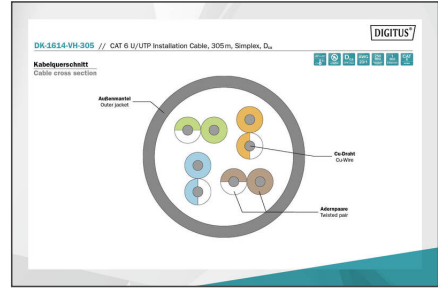 DIGITUS®
DK-1614-VH-305 // CAT 6 U/UTP Installation Cable, 305 m, Simplex, Dca
Kabelquerschnitt
Cable cross section
Außenmantel
Outer jacket
Cu-Draht
Cu-Wire
Adernpaare
Twisted pair